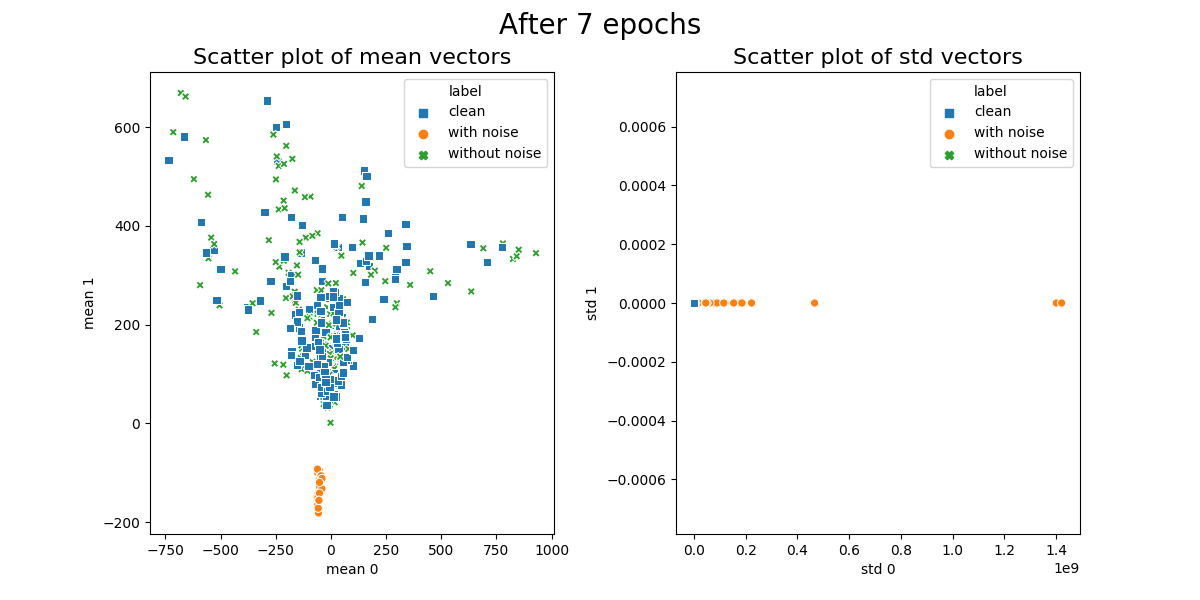 After 7 epochs
Scatter plot of mean vectors
label
clean
with noise
without noise
600
400
200
0
−200
mean 1
−750
−500
−250
0
250
500
750
1000
mean 0
Scatter plot of std vectors
label
clean
with noise
without noise
0.0006
0.0004
0.0002
0.0000
−0.0002
−0.0004
−0.0006
std 1
0.0
0.2
0.4
0.6
0.8
1.0
1.2
1.4
1e9
std 0